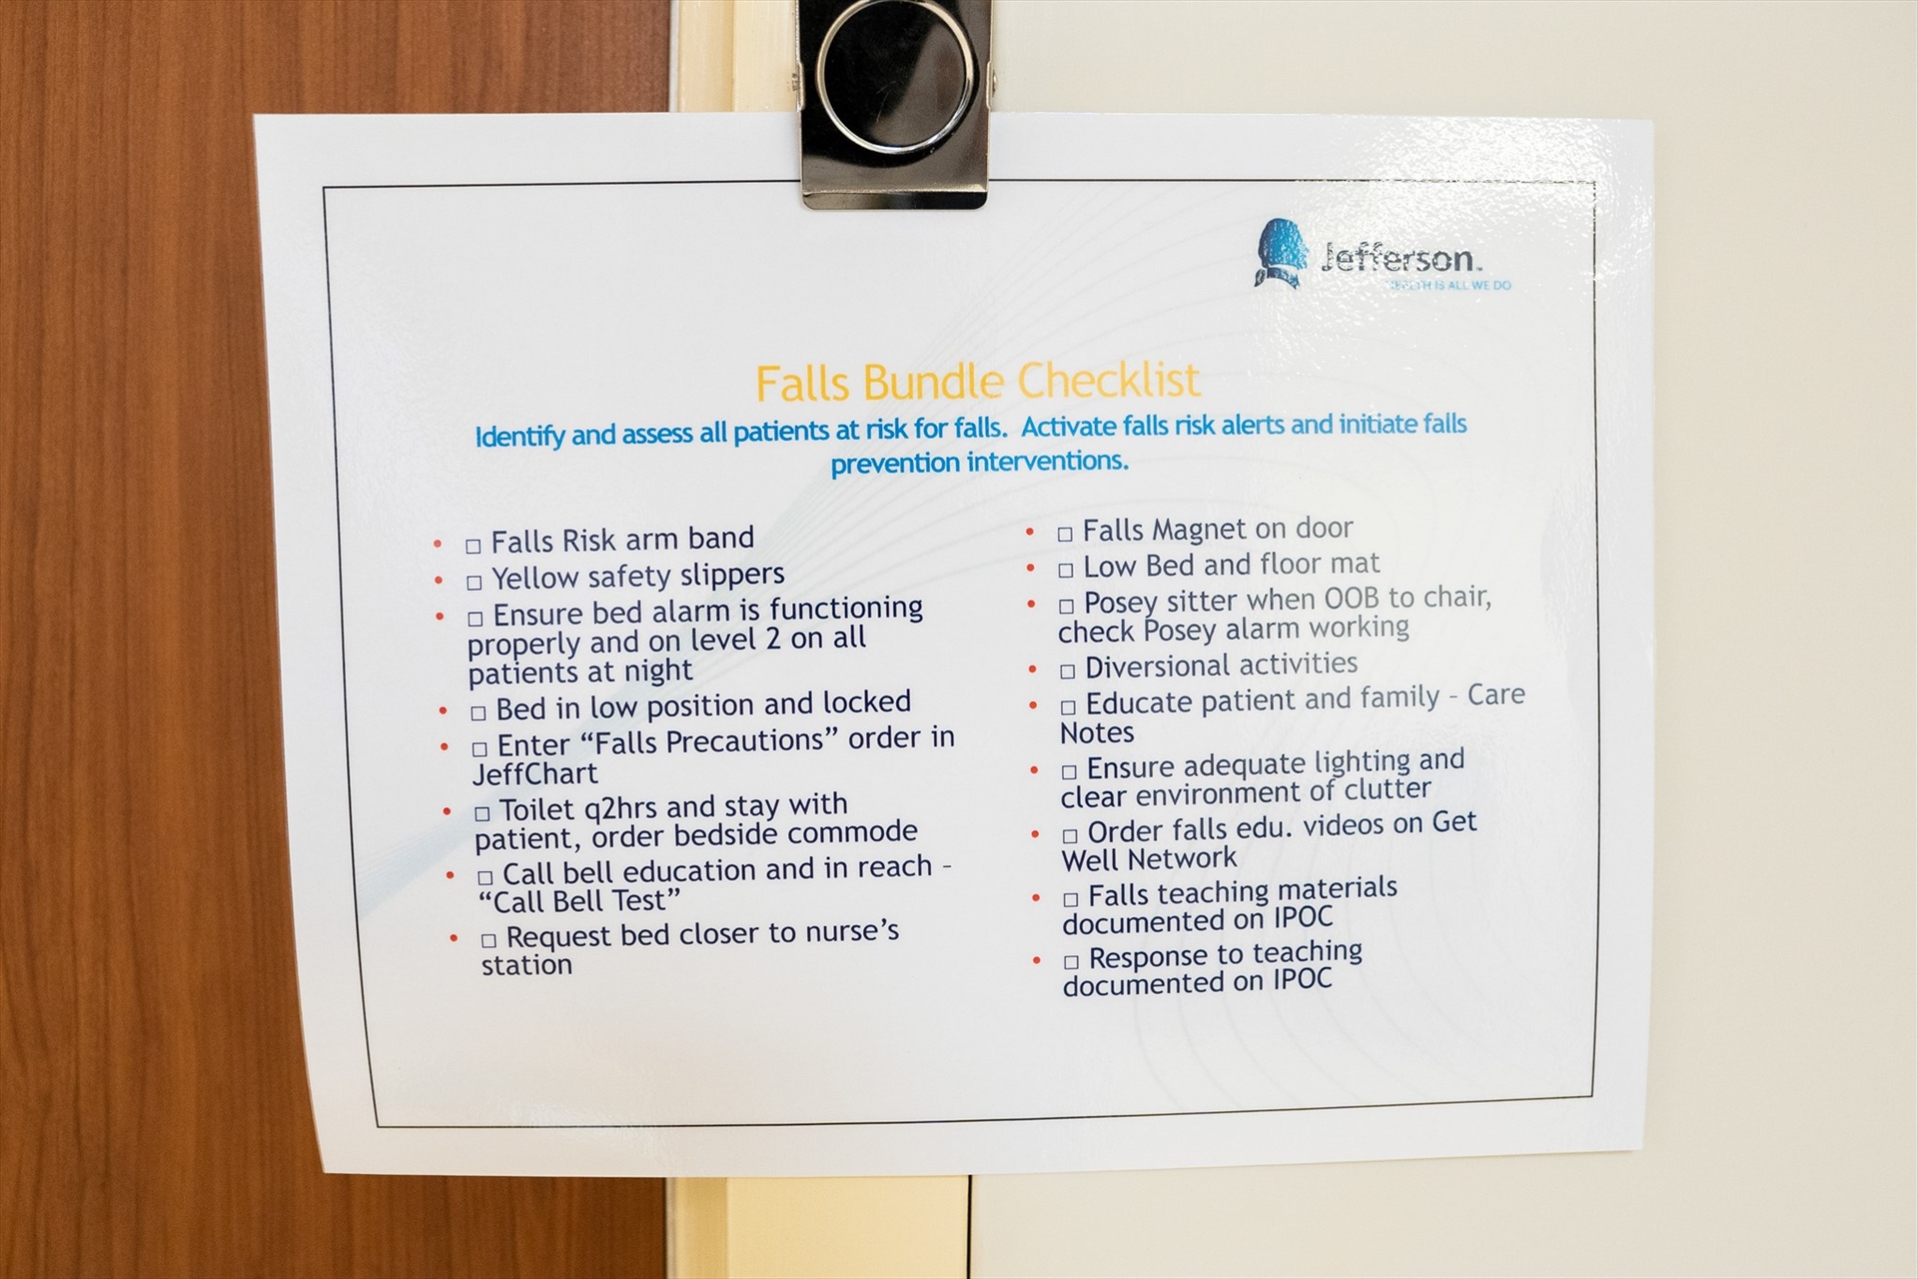 Jefferson.
HEALTH IS ALL WE DO
Falls Bundle Checklist
Identify and assess all patients at risk for falls. Activate falls risk alerts and initiate falls
prevention interventions.
• □ Falls Risk arm band
• □ Yellow safety slippers
• □ Ensure bed alarm is functioning
properly and on level 2 on all
patients at night
• □ Bed in low position and locked
• □ Enter “Falls Precautions” order in
JeffChart
• □ Toilet q2hrs and stay with
patient, order bedside commode
• □ Call bell education and in reach –
“Call Bell Test”
• □ Request bed closer to nurse’s
station
• □ Falls Magnet on door
• □ Low Bed and floor mat
• □ Posey sitter when OOB to chair,
check Posey alarm working
• □ Diversional activities
• □ Educate patient and family – Care
Notes
• □ Ensure adequate lighting and
clear environment of clutter
• □ Order falls edu. videos on Get
Well Network
• □ Falls teaching materials
documented on IPOC
• □ Response to teaching
documented on IPOC